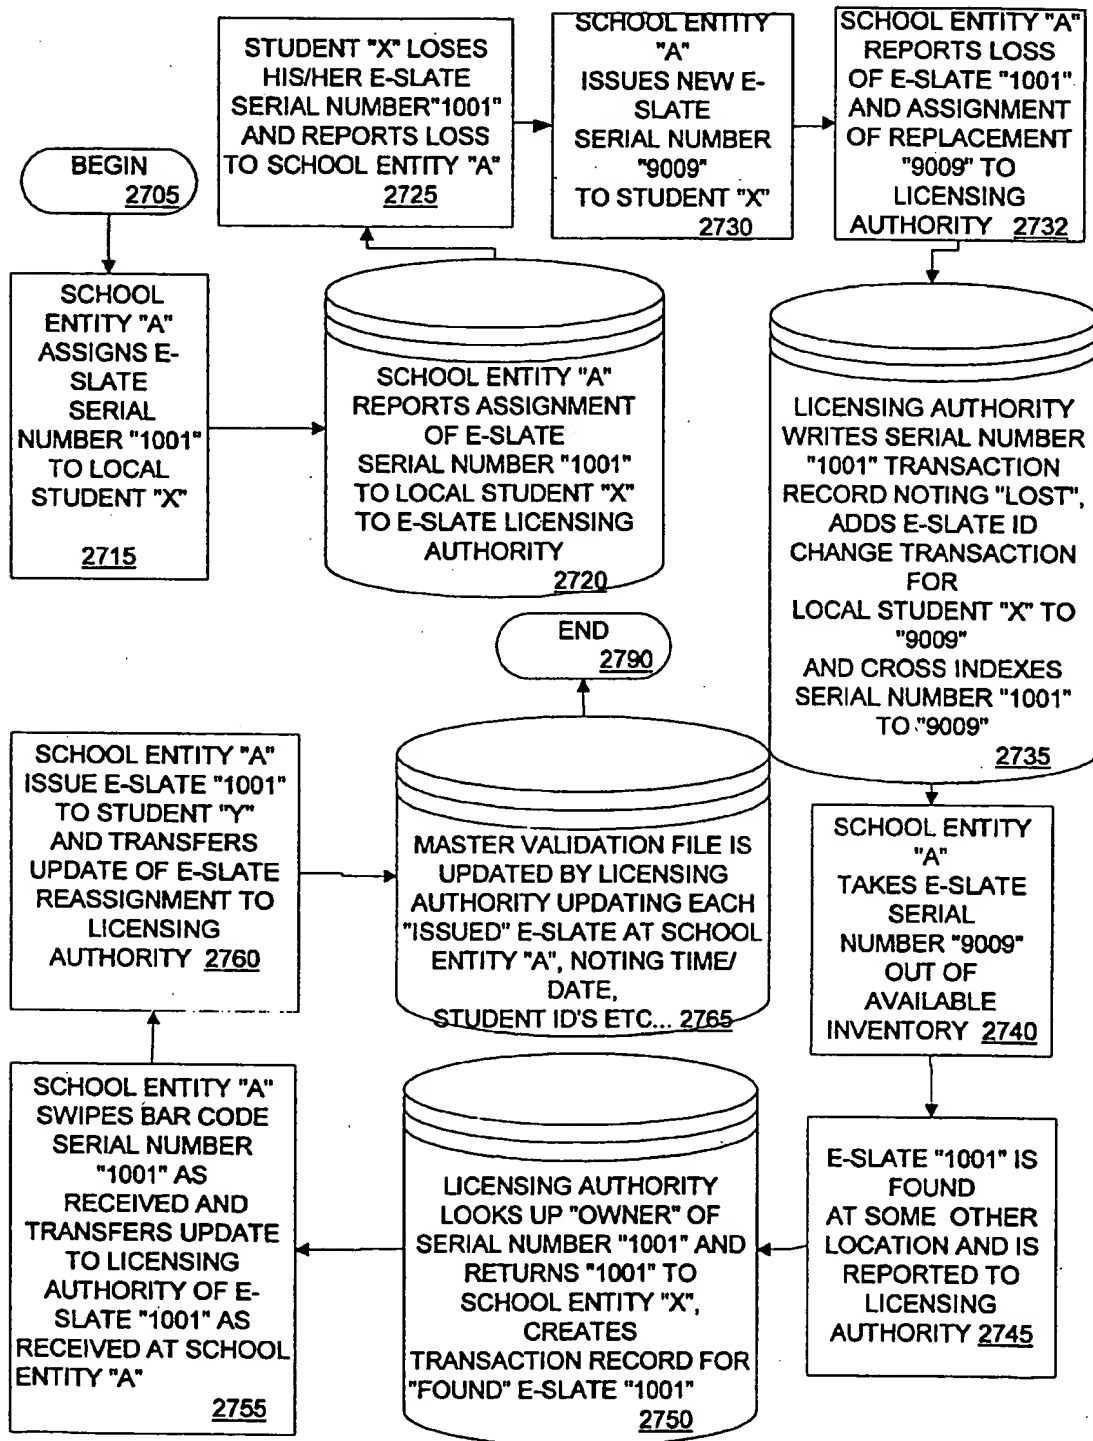 BEGIN
2705
SCHOOL
ENTITY "A"
ASSIGNS E-
SLATE
SERIAL
NUMBER "1001"
TO LOCAL
STUDENT "X"
2715
SCHOOL ENTITY "A"
REPORTS ASSIGNMENT
OF E-SLATE
SERIAL NUMBER "1001"
TO LOCAL STUDENT "X"
TO E-SLATE LICENSING
AUTHORITY
2720
STUDENT "X" LOSES
HIS/HER E-SLATE
SERIAL NUMBER"1001"
AND REPORTS LOSS
TO SCHOOL ENTITY "A"
2725
SCHOOL ENTITY
"A"
ISSUES NEW E-
SLATE
SERIAL NUMBER
"9009"
TO STUDENT "X"
2730
SCHOOL ENTITY "A"
REPORTS LOSS
OF E-SLATE "1001"
AND ASSIGNMENT
OF REPLACEMENT
"9009" TO
LICENSING
AUTHORITY 2732
LICENSING AUTHORITY
WRITES SERIAL NUMBER
"1001" TRANSACTION
RECORD NOTING "LOST",
ADDS E-SLATE ID
CHANGE TRANSACTION
FOR
LOCAL STUDENT "X" TO
"9009"
AND CROSS INDEXES
SERIAL NUMBER "1001"
TO "9009"
2735
SCHOOL ENTITY
"A"
TAKES E-SLATE
SERIAL
NUMBER "9009"
OUT OF
AVAILABLE
INVENTORY 2740
E-SLATE "1001" IS
FOUND
AT SOME OTHER
LOCATION AND IS
REPORTED TO
LICENSING
AUTHORITY 2745
LICENSING AUTHORITY
LOOKS UP "OWNER" OF
SERIAL NUMBER "1001" AND
RETURNS "1001" TO
SCHOOL ENTITY "X",
CREATES
TRANSACTION RECORD FOR
"FOUND" E-SLATE "1001"
2750
SCHOOL ENTITY "A"
SWIPES BAR CODE
SERIAL NUMBER
"1001" AS
RECEIVED AND
TRANSFERS UPDATE
TO LICENSING
AUTHORITY OF E-
SLATE "1001" AS
RECEIVED AT SCHOOL
ENTITY "A"
2755
SCHOOL ENTITY "A"
ISSUE E-SLATE "1001"
TO STUDENT "Y"
AND TRANSFERS
UPDATE OF E-SLATE
REASSIGNMENT TO
LICENSING
AUTHORITY 2760
MASTER VALIDATION FILE IS
UPDATED BY LICENSING
AUTHORITY UPDATING EACH
"ISSUED" E-SLATE AT SCHOOL
ENTITY "A", NOTING TIME/
DATE,
STUDENT ID'S ETC... 2765
END
2790